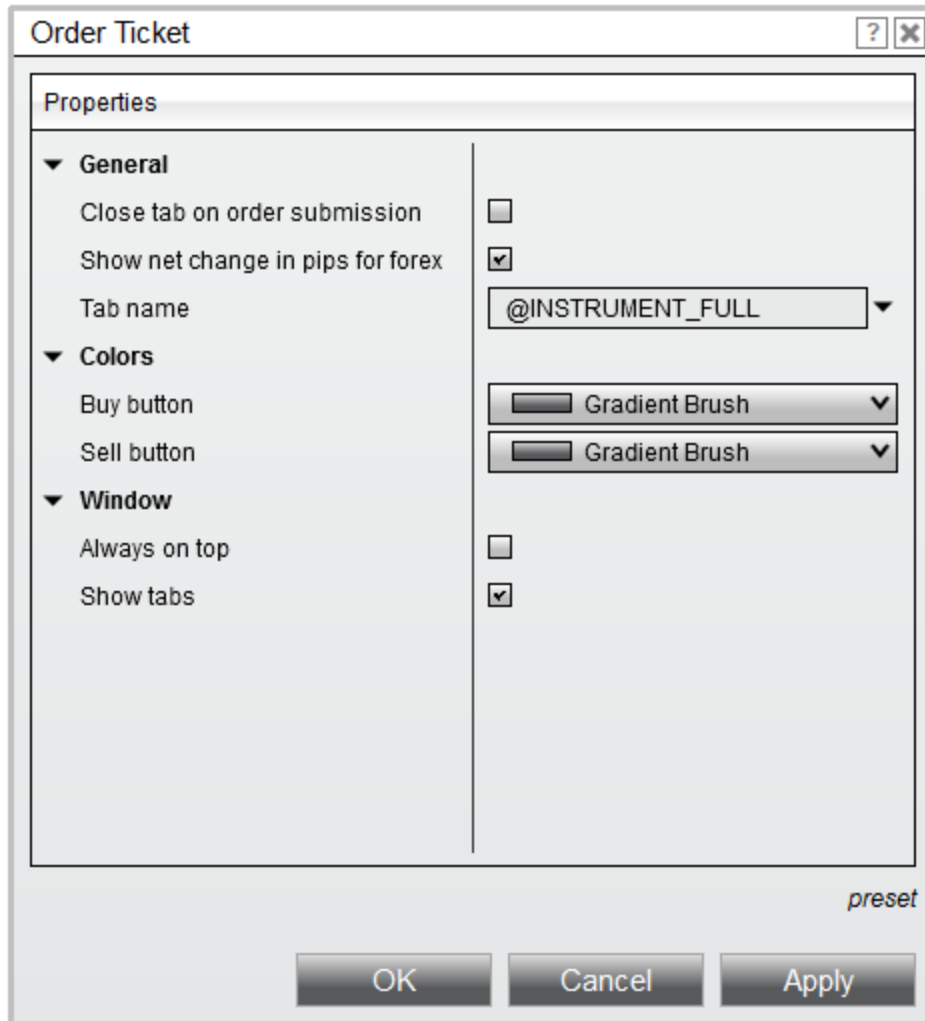 Order Ticket
?
Properties
General
Close tab on order submission
Show net change in pips for forex
Tab name @INSTRUMENT_FULL
Colors
Buy button Gradient Brush
Sell button Gradient Brush
Window
Always on top
Show tabs
preset
OK Cancel Apply